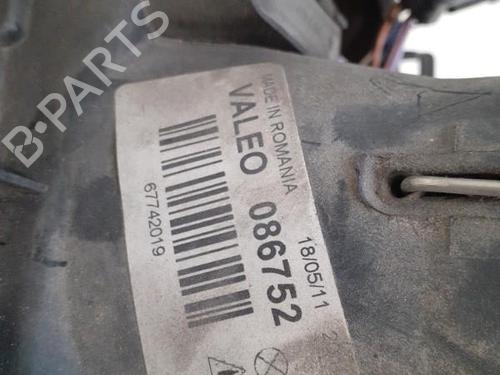 B-PARTS
MADE IN ROMANIA
VALEO 086752
67742019
18/05/11